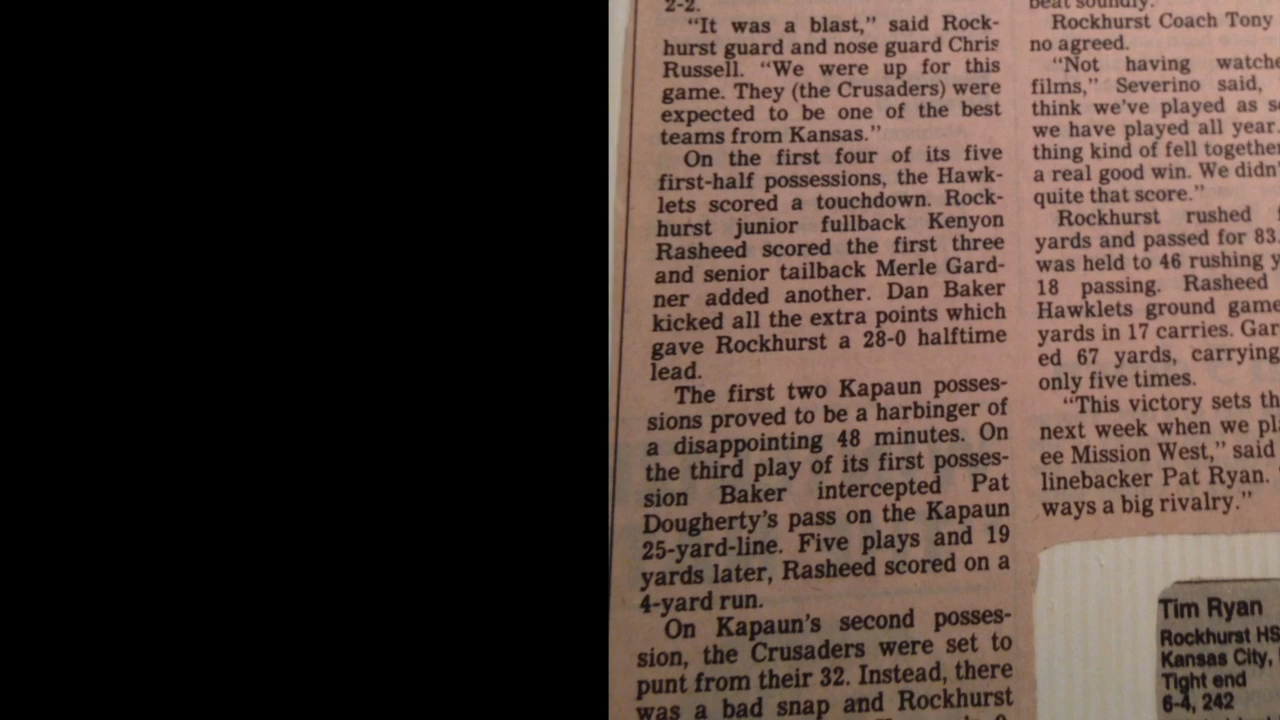 2-2.
"It was a blast," said Rock-
hurst guard and nose guard Chris
Russell. "We were up for this
game. They (the Crusaders) were
expected to be one of the best
teams from Kansas."
On the first four of its five
first-half possessions, the Hawk-
lets scored a touchdown. Rock-
hurst junior fullback Kenyon
Rasheed scored the first three
and senior tailback Merle Gard-
ner added another. Dan Baker
kicked all the extra points which
gave Rockhurst a 28-0 halftime
lead.
The first two Kapaun posses-
sions proved to be a harbinger of
a disappointing 48 minutes. On
the third play of its first posses-
sion Baker intercepted Pat
Dougherty's pass on the Kapaun
25-yard-line. Five plays and 19
yards later, Rasheed scored on a
4-yard run.
On Kapaun's second posses-
sion, the Crusaders were set to
punt from their 32. Instead, there
was a bad snap and Rockhurst
beat soundly.
Rockhurst Coach Tony
no agreed.
"Not having watche
films," Severino said,
think we've played as s
we have played all year.
thing kind of fell together
a real good win. We didn'
quite that score."
Rockhurst rushed
yards and passed for 83.
was held to 46 rushing y
18 passing. Rasheed
Hawklets ground game
yards in 17 carries. Gar
ed 67 yards, carrying
only five times.
"This victory sets th
next week when we pl
ee Mission West," said
linebacker Pat Ryan.
ways a big rivalry."
Tim Ryan
Rockhurst HS
Kansas City,
Tight end
6-4, 242